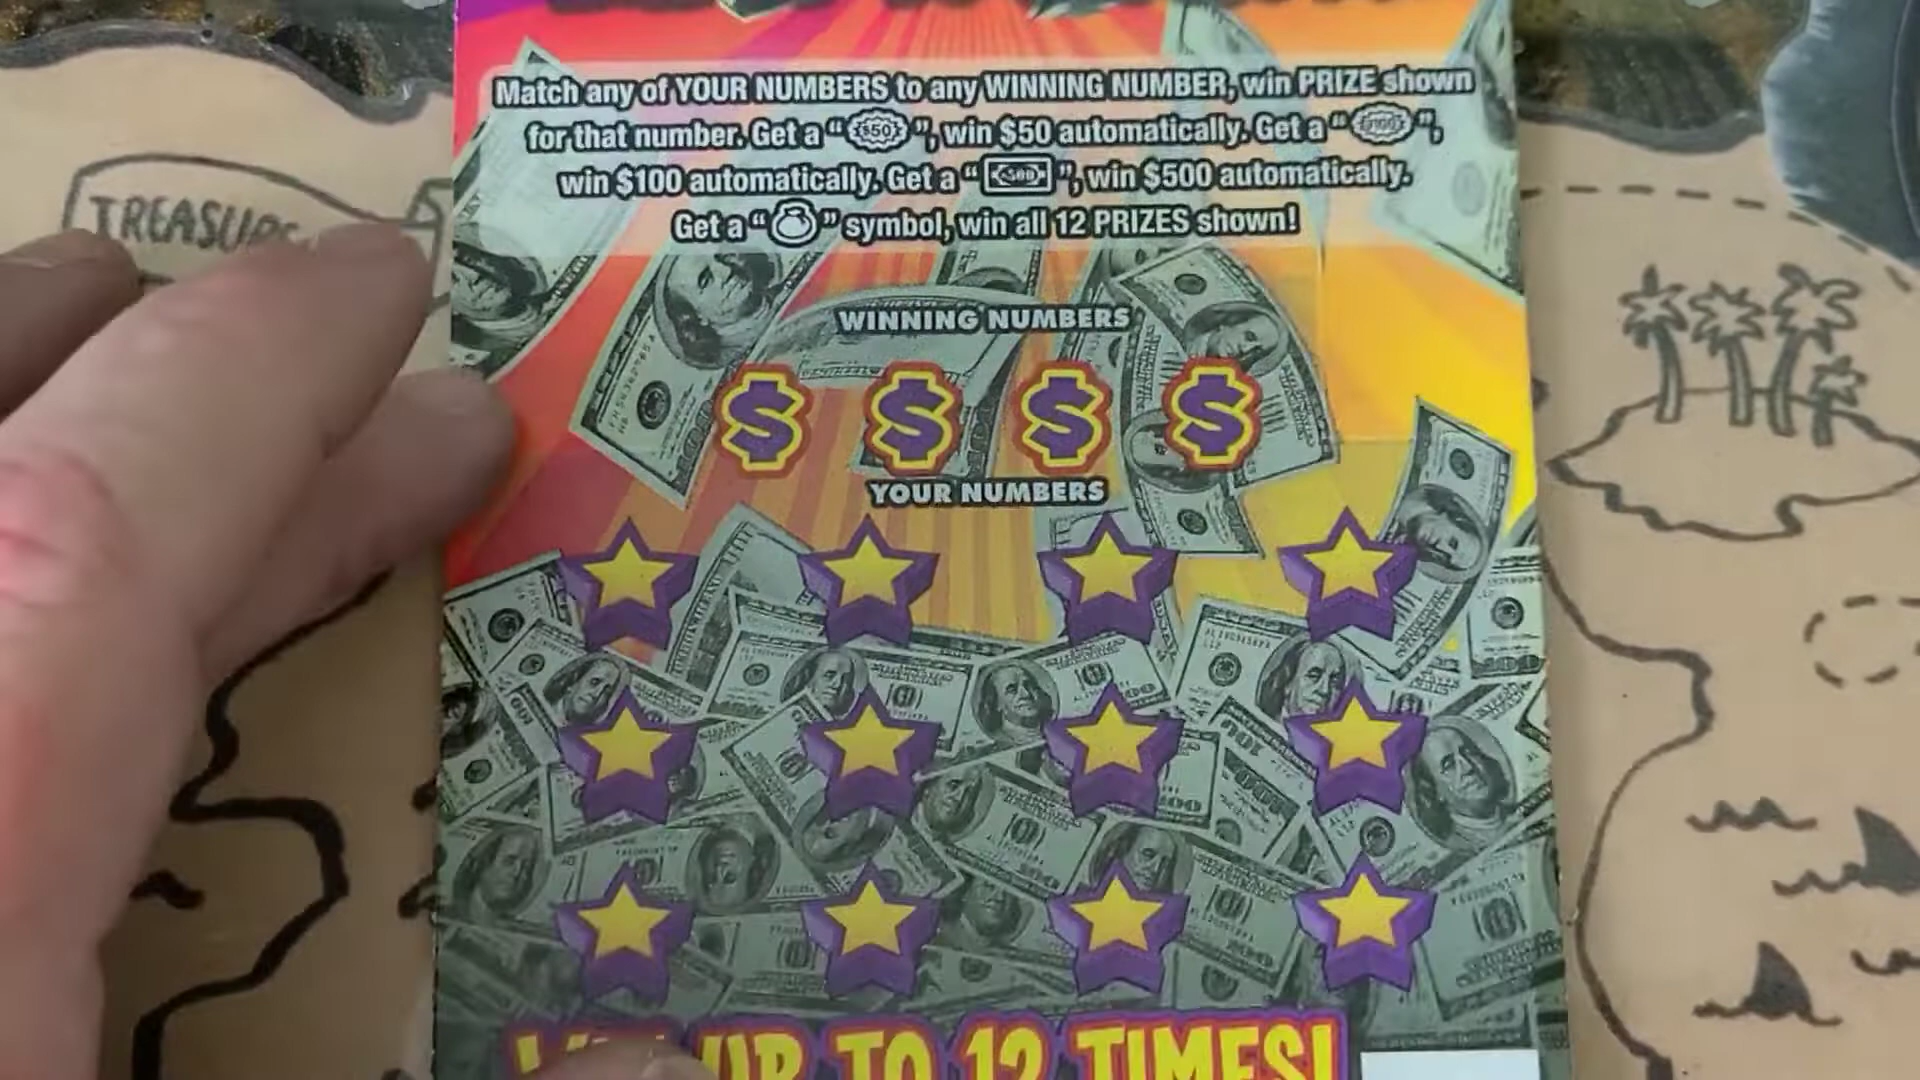 Match any of YOUR NUMBERS to any WINNING NUMBER, win PRIZE shown
for that number. Get a "$50", win $50 automatically. Get a "$100",
win $100 automatically. Get a "$500", win $500 automatically.
Get a " " symbol, win all 12 PRIZES shown!
TREASURE
WINNING NUMBERS
$ $ $ $
YOUR NUMBERS
UP TO 12 TIMES!